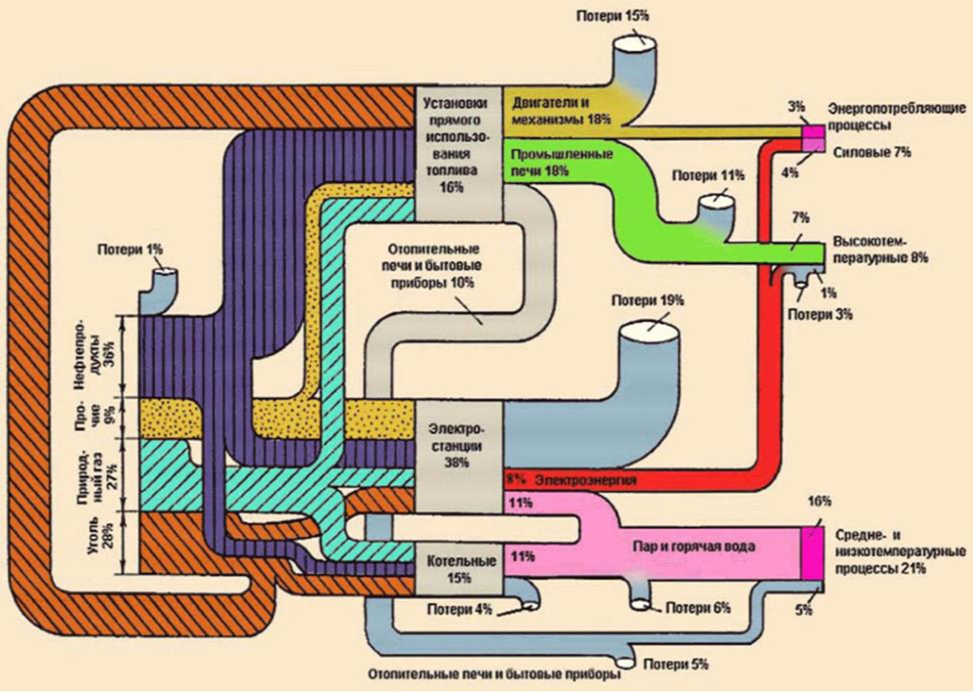 Потери 15%
Установки
прямого
использо-
вания
топлива
16%
Двигатели и
механизмы 18%
3%
Энергопотребляющие
процессы
Силовые 7%
4%
Промышленные
печи 18%
Потери 11%
7%
Высокотем-
пературные 8%
1%
Потери 3%
Потери 1%
Отопительные
печи и бытовые
приборы 10%
Потери 19%
Нефтепро-
дукты
36%
Про-
чие
9%
Природ-
ный газ
27%
Уголь
28%
Электро-
станции
38%
8% Электроэнергия
11%
16%
Средне- и
низкотемпературные
процессы 21%
Пар и горячая вода
11%
Котельные
15%
Потери 4%
Потери 6%
5%
Потери 5%
Отопительные печи и бытовые приборы